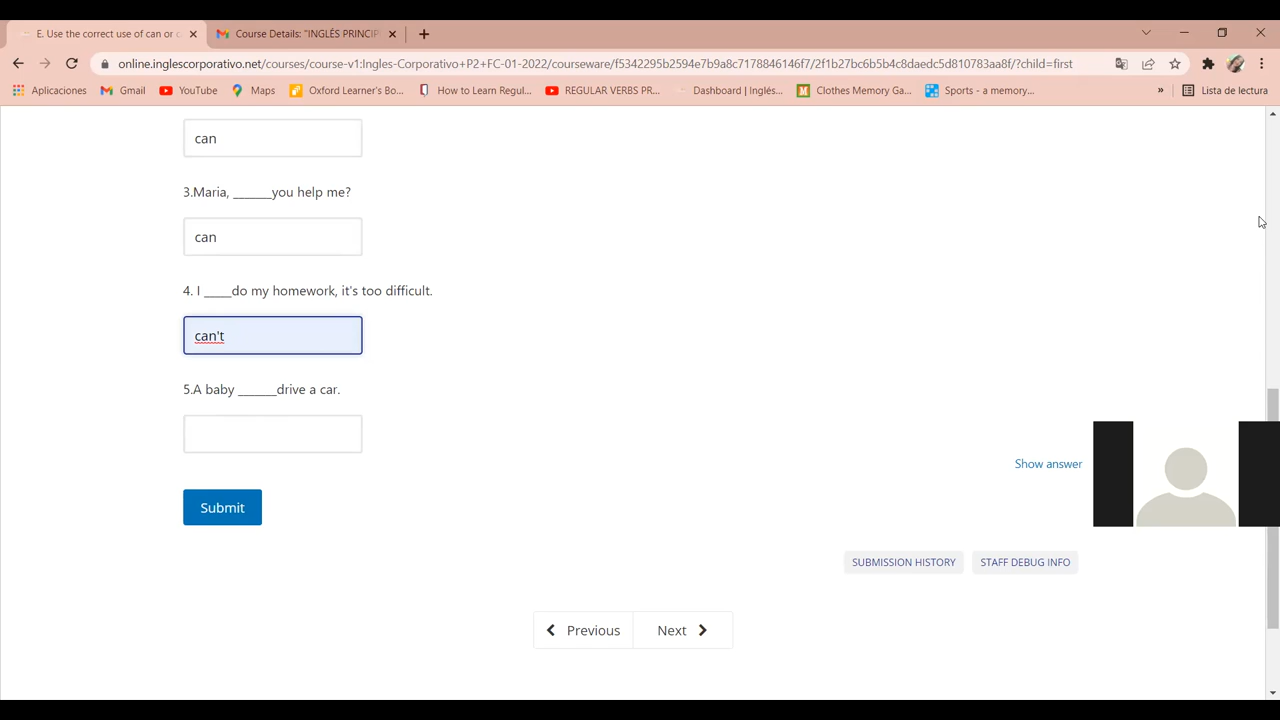 E. Use the correct use of can or c
Course Details: "INGLÉS PRINCIP
online.inglescorporativo.net/courses/course-v1:Ingles-Corporativo+P2+FC-01-2022/courseware/f5342295b2594e7b9a8c7178846146f7/2f1b27bc6b5b4c8daedc5d810783aa8f/?child=first
Aplicaciones Gmail YouTube Maps Oxford Learner's Bo... How to Learn Regul... REGULAR VERBS PR... Dashboard | Inglés... Clothes Memory Ga... Sports - a memory... » Lista de lectura
can
3.Maria, _______you help me?
can
4. I _____do my homework, it's too difficult.
can't
5.A baby _______drive a car.
Show answer
Submit
SUBMISSION HISTORY STAFF DEBUG INFO
Previous Next